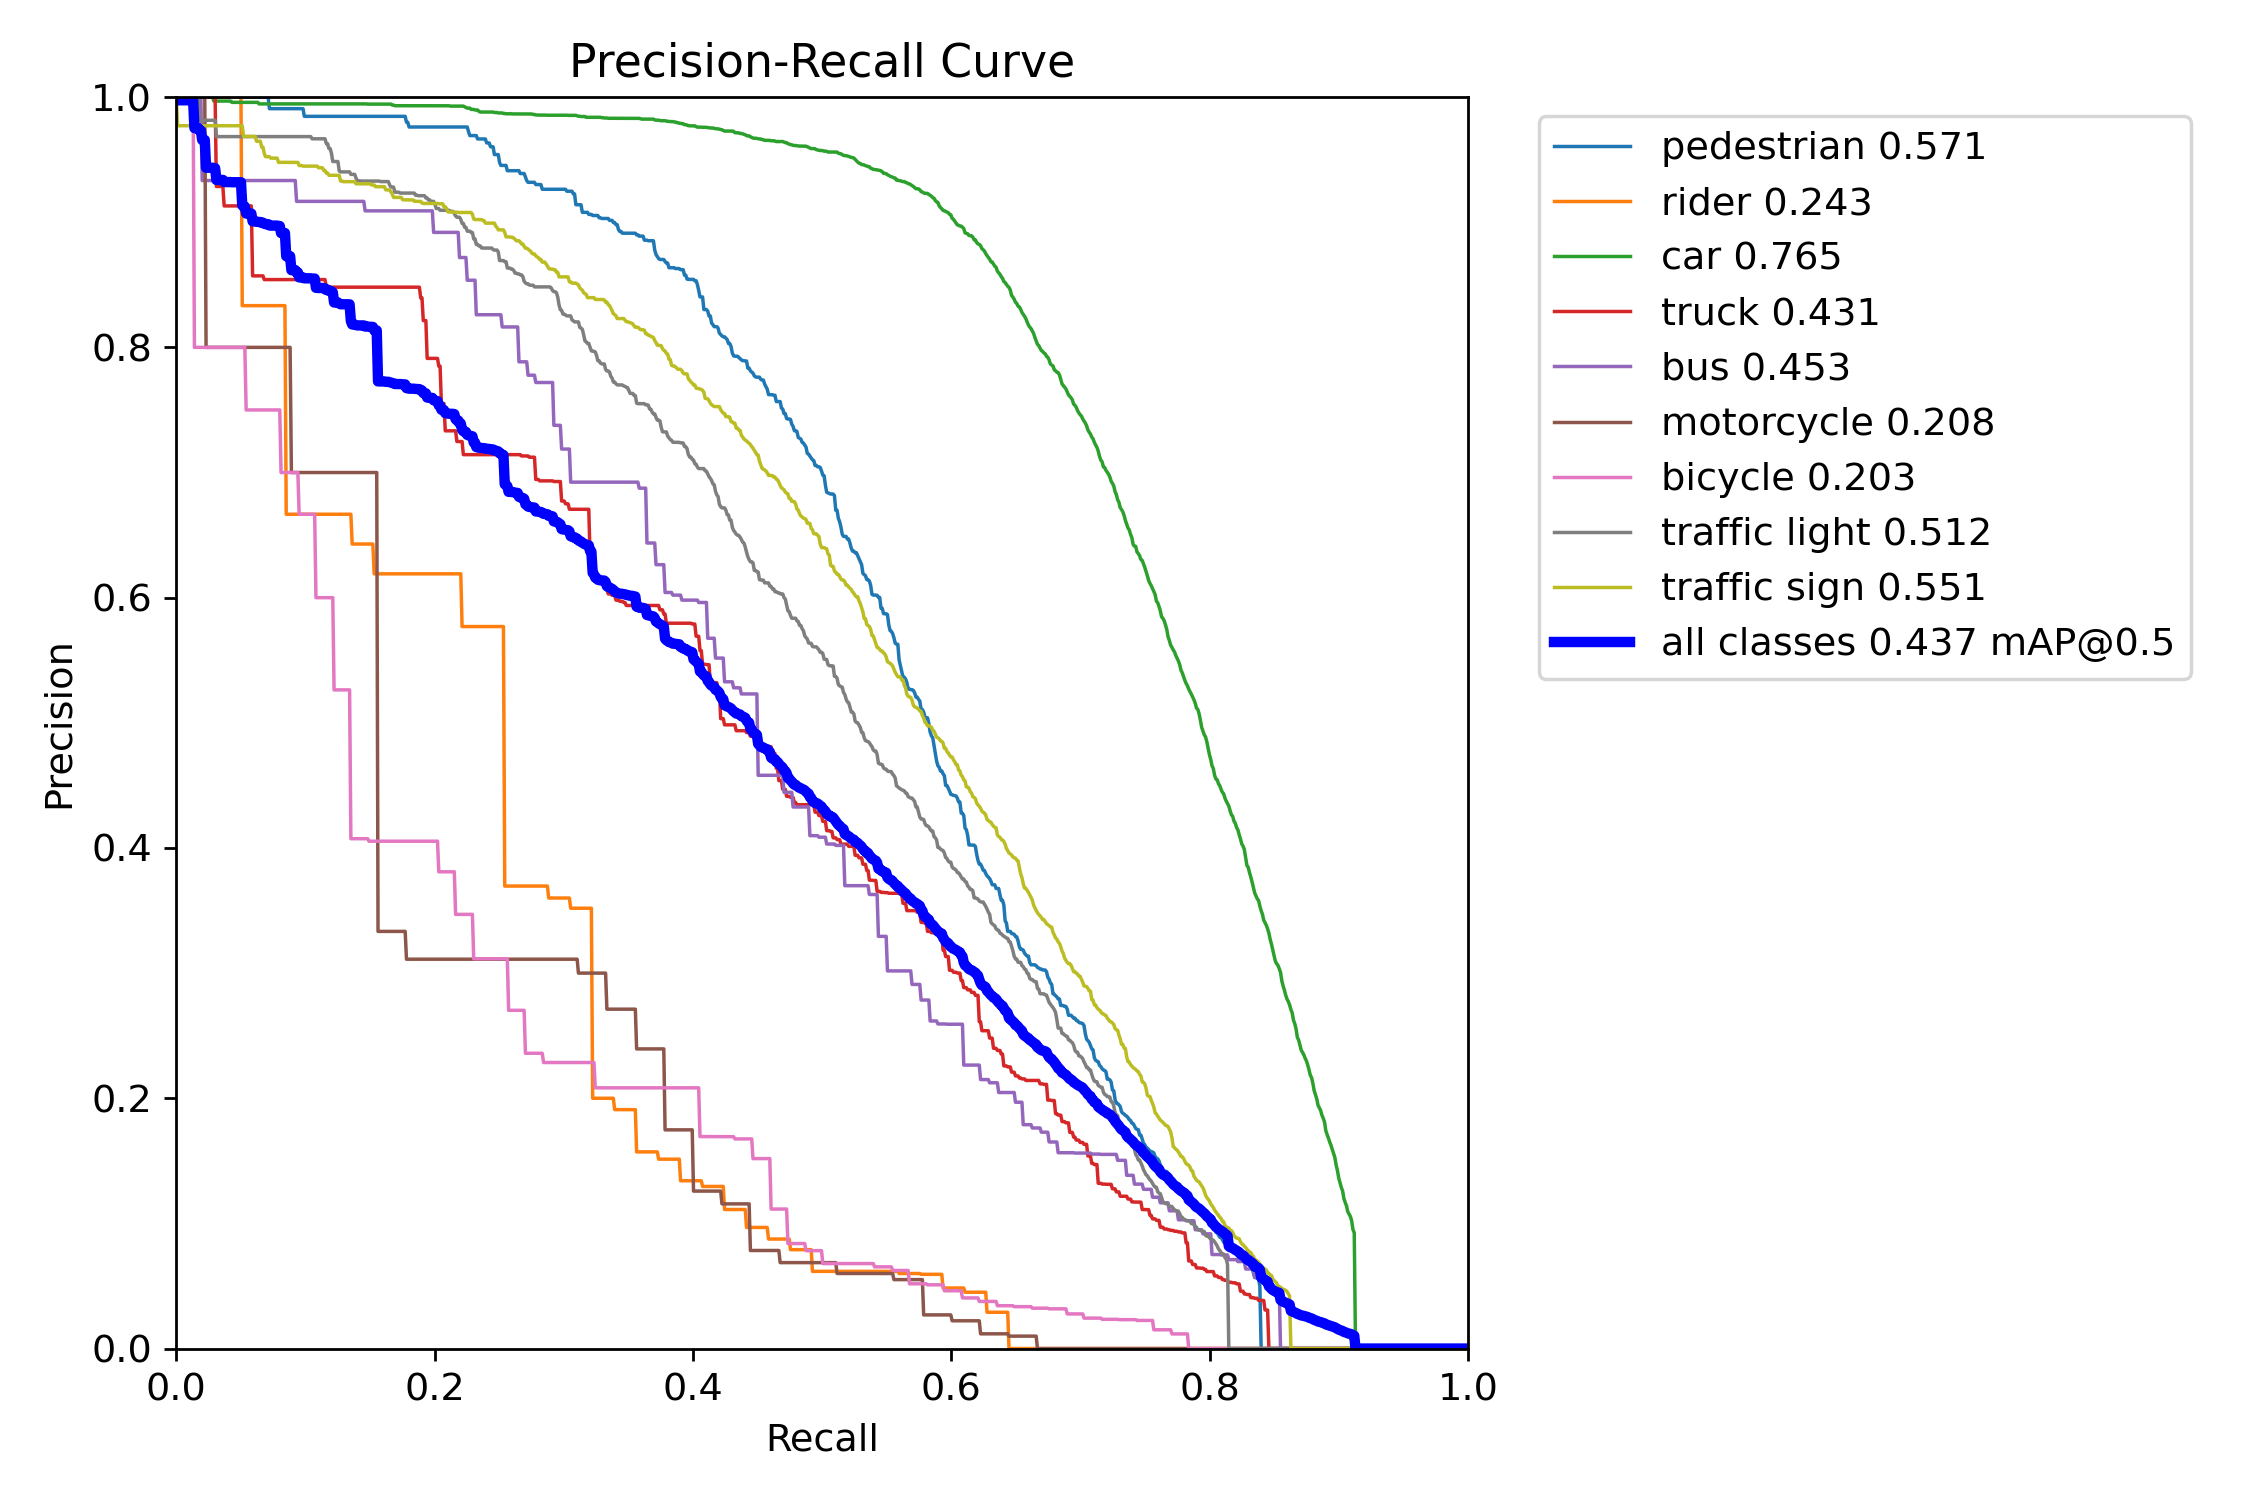 Precision-Recall Curve
1.0
0.8
0.6
0.4
0.2
0.0
Precision
0.0 0.2 0.4 0.6 0.8 1.0
Recall
pedestrian 0.571
rider 0.243
car 0.765
truck 0.431
bus 0.453
motorcycle 0.208
bicycle 0.203
traffic light 0.512
traffic sign 0.551
all classes 0.437 mAP@0.5